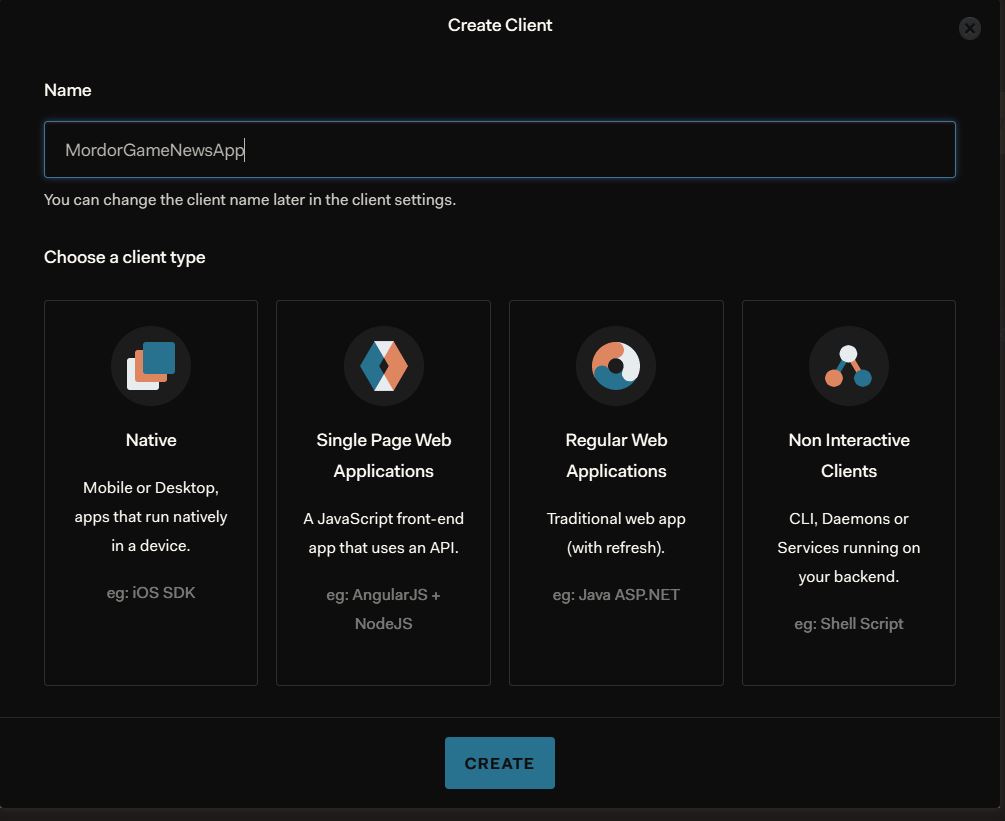 Create Client
Name
MordorGameNewsApp
You can change the client name later in the client settings.
Choose a client type
Native
Mobile or Desktop,
apps that run natively
in a device.
eg: iOS SDK
Single Page Web
Applications
A JavaScript front-end
app that uses an API.
eg: AngularJS +
NodeJS
Regular Web
Applications
Traditional web app
(with refresh).
eg: Java ASP.NET
Non Interactive
Clients
CLI, Daemons or
Services running on
your backend.
eg: Shell Script
CREATE